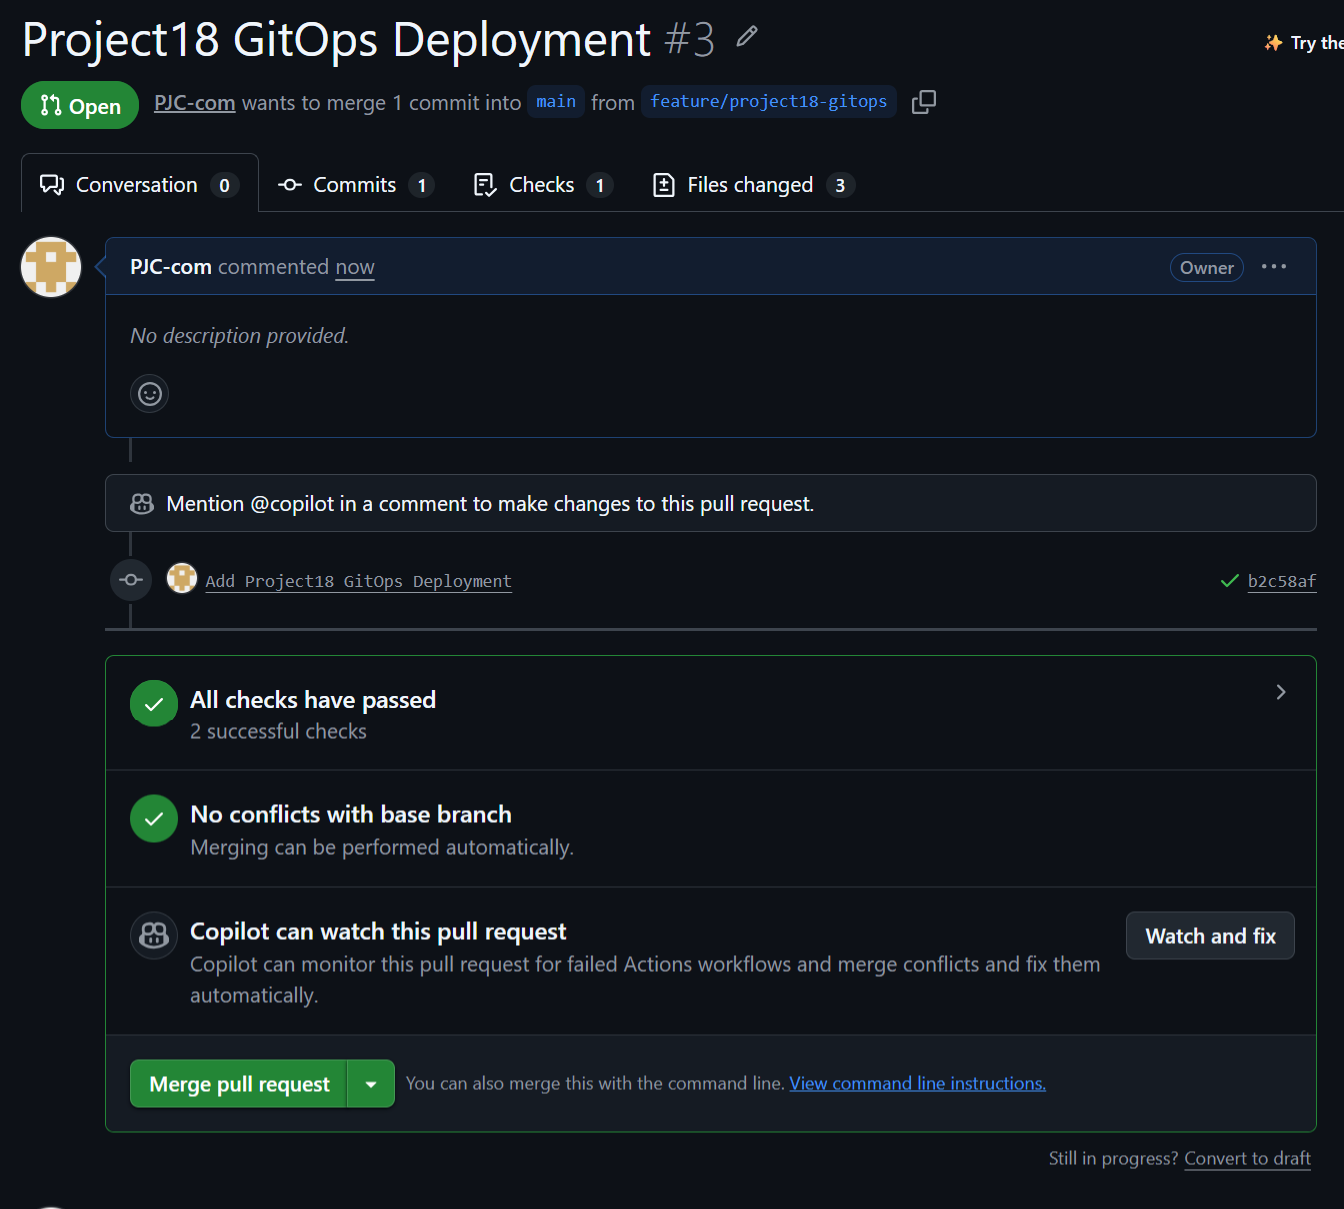 Project18 GitOps Deployment #3
Try the
Open
PJC-com wants to merge 1 commit into main from feature/project18-gitops
Conversation 0
Commits 1
Checks 1
Files changed 3
PJC-com commented now
Owner
No description provided.
Mention @copilot in a comment to make changes to this pull request.
Add Project18 GitOps Deployment
b2c58af
All checks have passed
2 successful checks
No conflicts with base branch
Merging can be performed automatically.
Copilot can watch this pull request
Copilot can monitor this pull request for failed Actions workflows and merge conflicts and fix them
automatically.
Watch and fix
Merge pull request
You can also merge this with the command line. View command line instructions.
Still in progress? Convert to draft